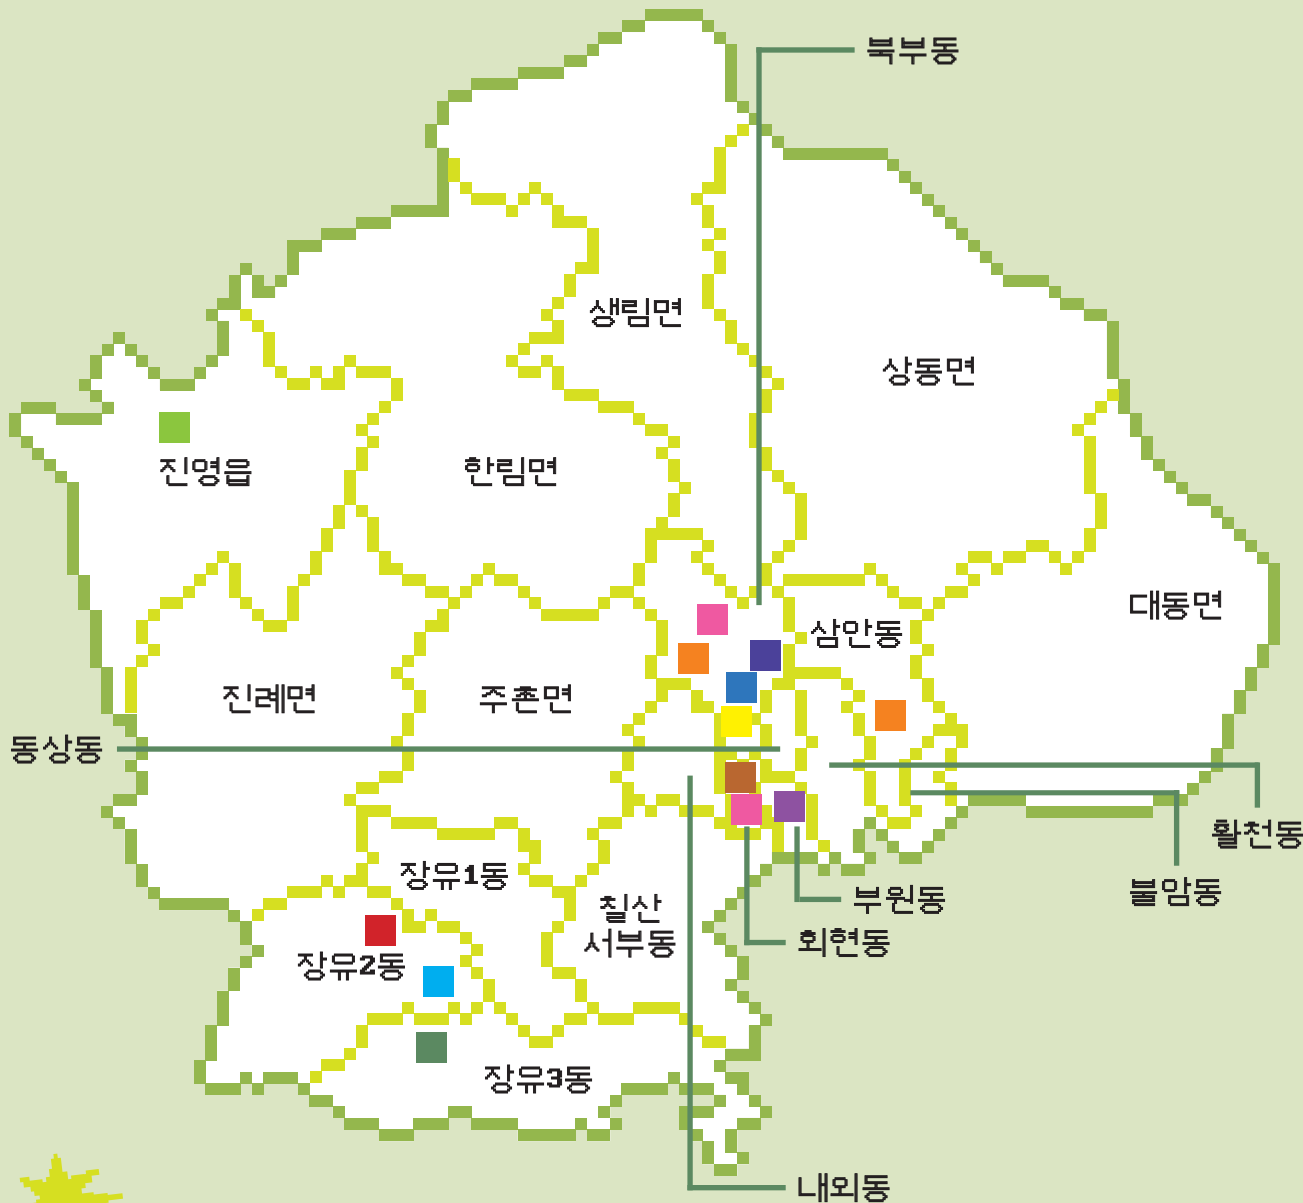 북부동
생림면
상동면
진영읍
한림면
대동면
삼안동
진례면
주촌면
동상동
활천동
장유1동
불암동
부원동
칠산
서부동
회현동
장유2동
장유3동
내외동